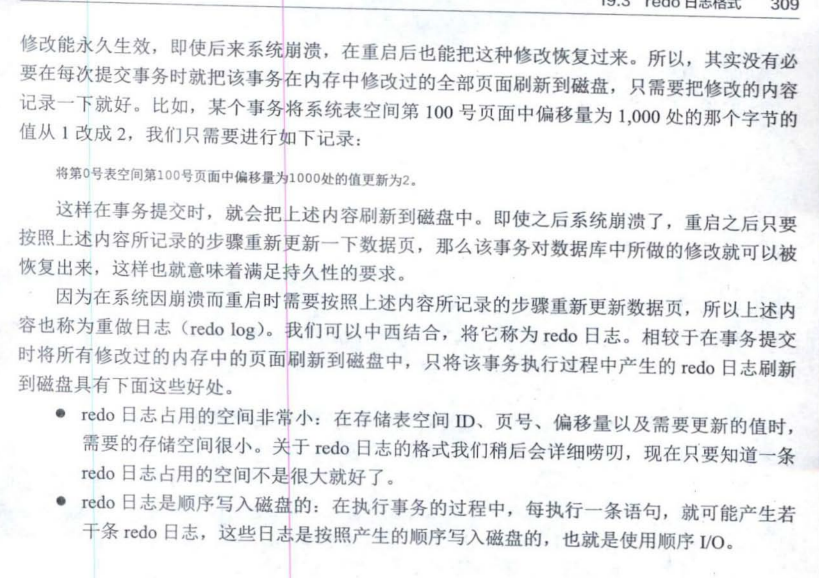 19.3 redo 日志格式 309
修改能永久生效，即使后来系统崩溃，在重启后也能把这种修改恢复过来。所以，其实没有必
要在每次提交事务时就把该事务在内存中修改过的全部页面刷新到磁盘，只需要把修改的内容
记录一下就好。比如，某个事务将系统表空间第 100 号页面中偏移量为 1,000 处的那个字节的
值从 1 改成 2，我们只需要进行如下记录：
将第0号表空间第100号页面中偏移量为1000处的值更新为2。
这样在事务提交时，就会把上述内容刷新到磁盘中。即使之后系统崩溃了，重启之后只要
按照上述内容所记录的步骤重新更新一下数据页，那么该事务对数据库中所做的修改就可以被
恢复出来，这样也就意味着满足持久性的要求。
因为在系统因崩溃而重启时需要按照上述内容所记录的步骤重新更新数据页，所以上述内
容也称为重做日志（redo log）。我们可以中西结合，将它称为 redo 日志。相较于在事务提交
时将所有修改过的内存中的页面刷新到磁盘中，只将该事务执行过程中产生的 redo 日志刷新
到磁盘具有下面这些好处。
● redo 日志占用的空间非常小：在存储表空间 ID、页号、偏移量以及需要更新的值时，
需要的存储空间很小。关于 redo 日志的格式我们稍后会详细唠叨，现在只要知道一条
redo 日志占用的空间不是很大就好了。
● redo 日志是顺序写入磁盘的：在执行事务的过程中，每执行一条语句，就可能产生若
干条 redo 日志，这些日志是按照产生的顺序写入磁盘的，也就是使用顺序 I/O。